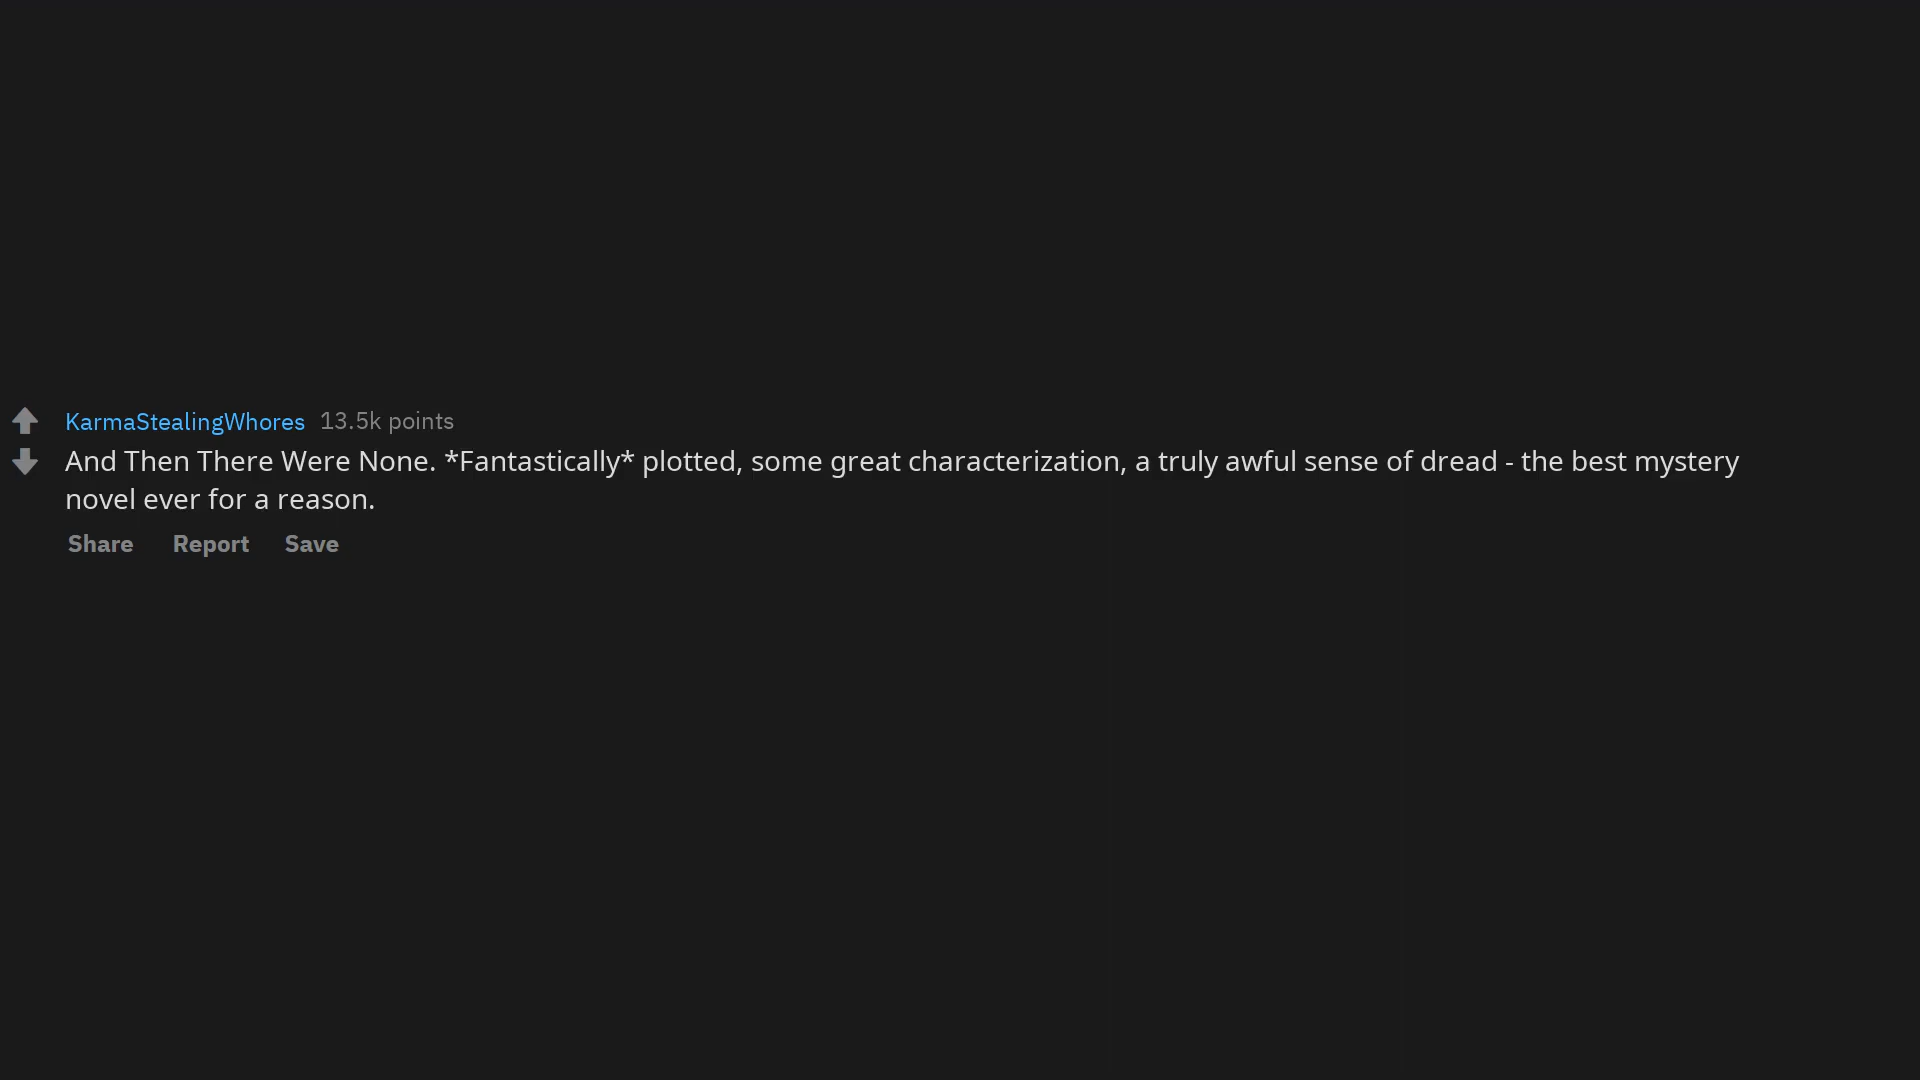 KarmaStealingWhores 13.5k points
And Then There Were None. *Fantastically* plotted, some great characterization, a truly awful sense of dread - the best mystery
novel ever for a reason.
Share Report Save